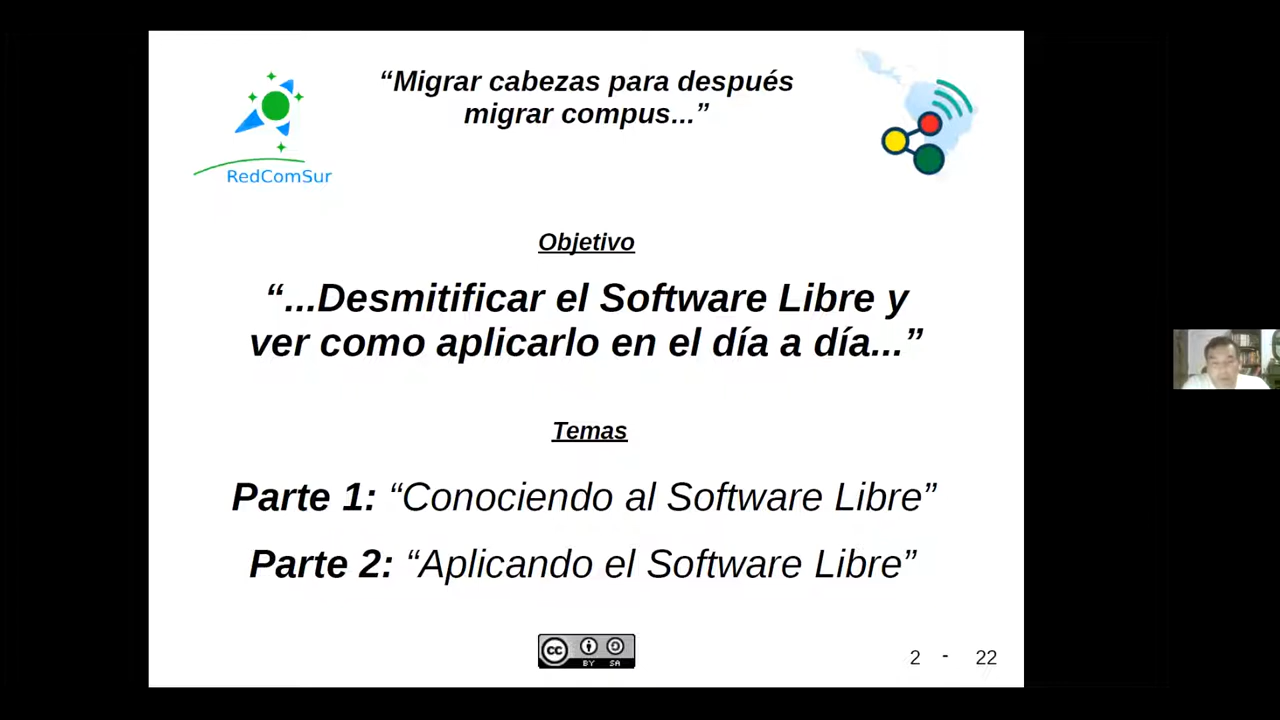 “Migrar cabezas para después
migrar compus...”
RedComSur
Objetivo
“...Desmitificar el Software Libre y
ver como aplicarlo en el día a día...”
Temas
Parte 1: “Conociendo al Software Libre”
Parte 2: “Aplicando el Software Libre”
cc
BY SA
2 - 22